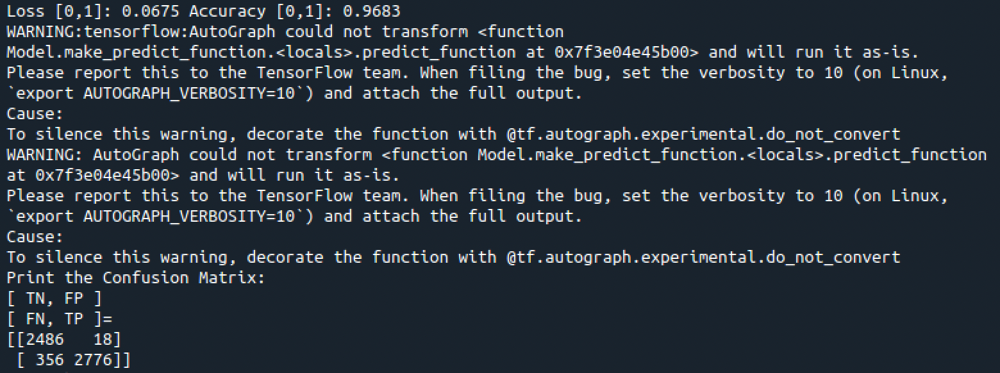 Loss [0,1]: 0.0675 Accuracy [0,1]: 0.9683
WARNING:tensorflow:AutoGraph could not transform <function
Model.make_predict_function.<locals>.predict_function at 0x7f3e04e45b00> and will run it as-is.
Please report this to the TensorFlow team. When filing the bug, set the verbosity to 10 (on Linux,
`export AUTOGRAPH_VERBOSITY=10`) and attach the full output.
Cause:
To silence this warning, decorate the function with @tf.autograph.experimental.do_not_convert
WARNING: AutoGraph could not transform <function Model.make_predict_function.<locals>.predict_function
at 0x7f3e04e45b00> and will run it as-is.
Please report this to the TensorFlow team. When filing the bug, set the verbosity to 10 (on Linux,
`export AUTOGRAPH_VERBOSITY=10`) and attach the full output.
Cause:
To silence this warning, decorate the function with @tf.autograph.experimental.do_not_convert
Print the Confusion Matrix:
[ TN, FP ]
[ FN, TP ]=
[[2486   18]
 [ 356 2776]]